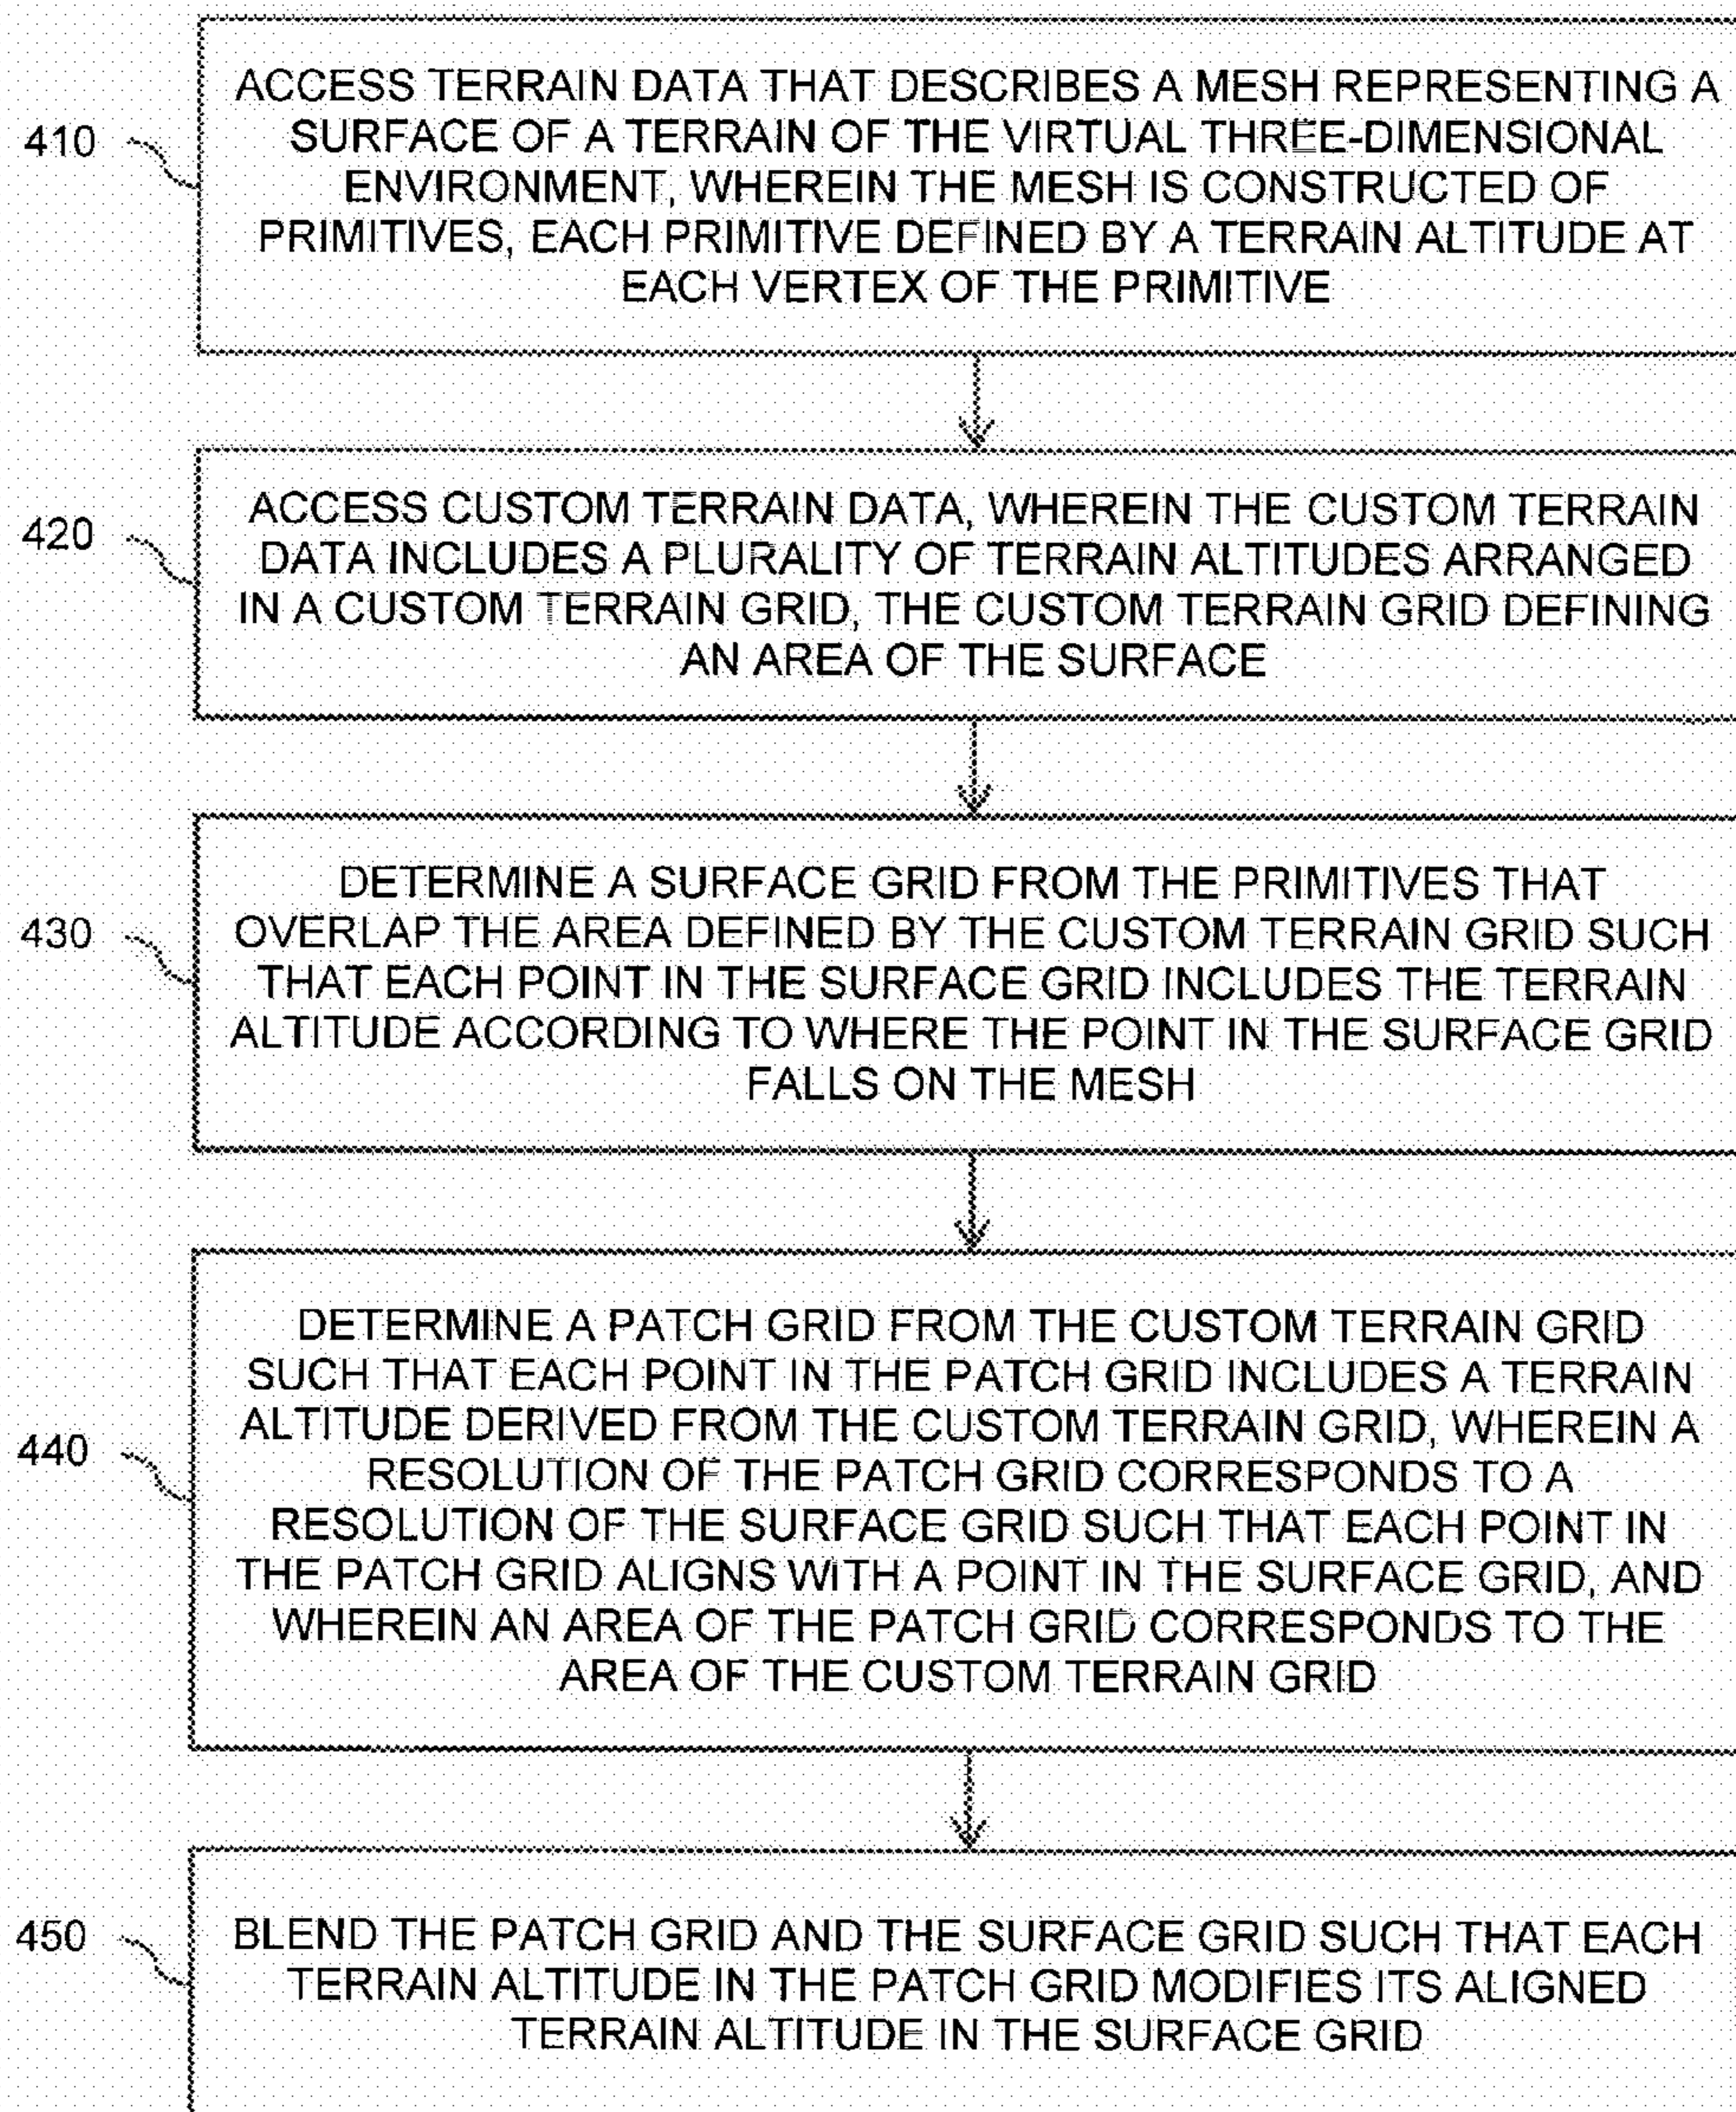 410
ACCESS TERRAIN DATA THAT DESCRIBES A MESH REPRESENTING A
SURFACE OF A TERRAIN OF THE VIRTUAL THREE-DIMENSIONAL
ENVIRONMENT, WHEREIN THE MESH IS CONSTRUCTED OF
PRIMITIVES, EACH PRIMITIVE DEFINED BY A TERRAIN ALTITUDE AT
EACH VERTEX OF THE PRIMITIVE
420
ACCESS CUSTOM TERRAIN DATA, WHEREIN THE CUSTOM TERRAIN
DATA INCLUDES A PLURALITY OF TERRAIN ALTITUDES ARRANGED
IN A CUSTOM TERRAIN GRID, THE CUSTOM TERRAIN GRID DEFINING
AN AREA OF THE SURFACE
430
DETERMINE A SURFACE GRID FROM THE PRIMITIVES THAT
OVERLAP THE AREA DEFINED BY THE CUSTOM TERRAIN GRID SUCH
THAT EACH POINT IN THE SURFACE GRID INCLUDES THE TERRAIN
ALTITUDE ACCORDING TO WHERE THE POINT IN THE SURFACE GRID
FALLS ON THE MESH
440
DETERMINE A PATCH GRID FROM THE CUSTOM TERRAIN GRID
SUCH THAT EACH POINT IN THE PATCH GRID INCLUDES A TERRAIN
ALTITUDE DERIVED FROM THE CUSTOM TERRAIN GRID, WHEREIN A
RESOLUTION OF THE PATCH GRID CORRESPONDS TO A
RESOLUTION OF THE SURFACE GRID SUCH THAT EACH POINT IN
THE PATCH GRID ALIGNS WITH A POINT IN THE SURFACE GRID, AND
WHEREIN AN AREA OF THE PATCH GRID CORRESPONDS TO THE
AREA OF THE CUSTOM TERRAIN GRID
450
BLEND THE PATCH GRID AND THE SURFACE GRID SUCH THAT EACH
TERRAIN ALTITUDE IN THE PATCH GRID MODIFIES ITS ALIGNED
TERRAIN ALTITUDE IN THE SURFACE GRID